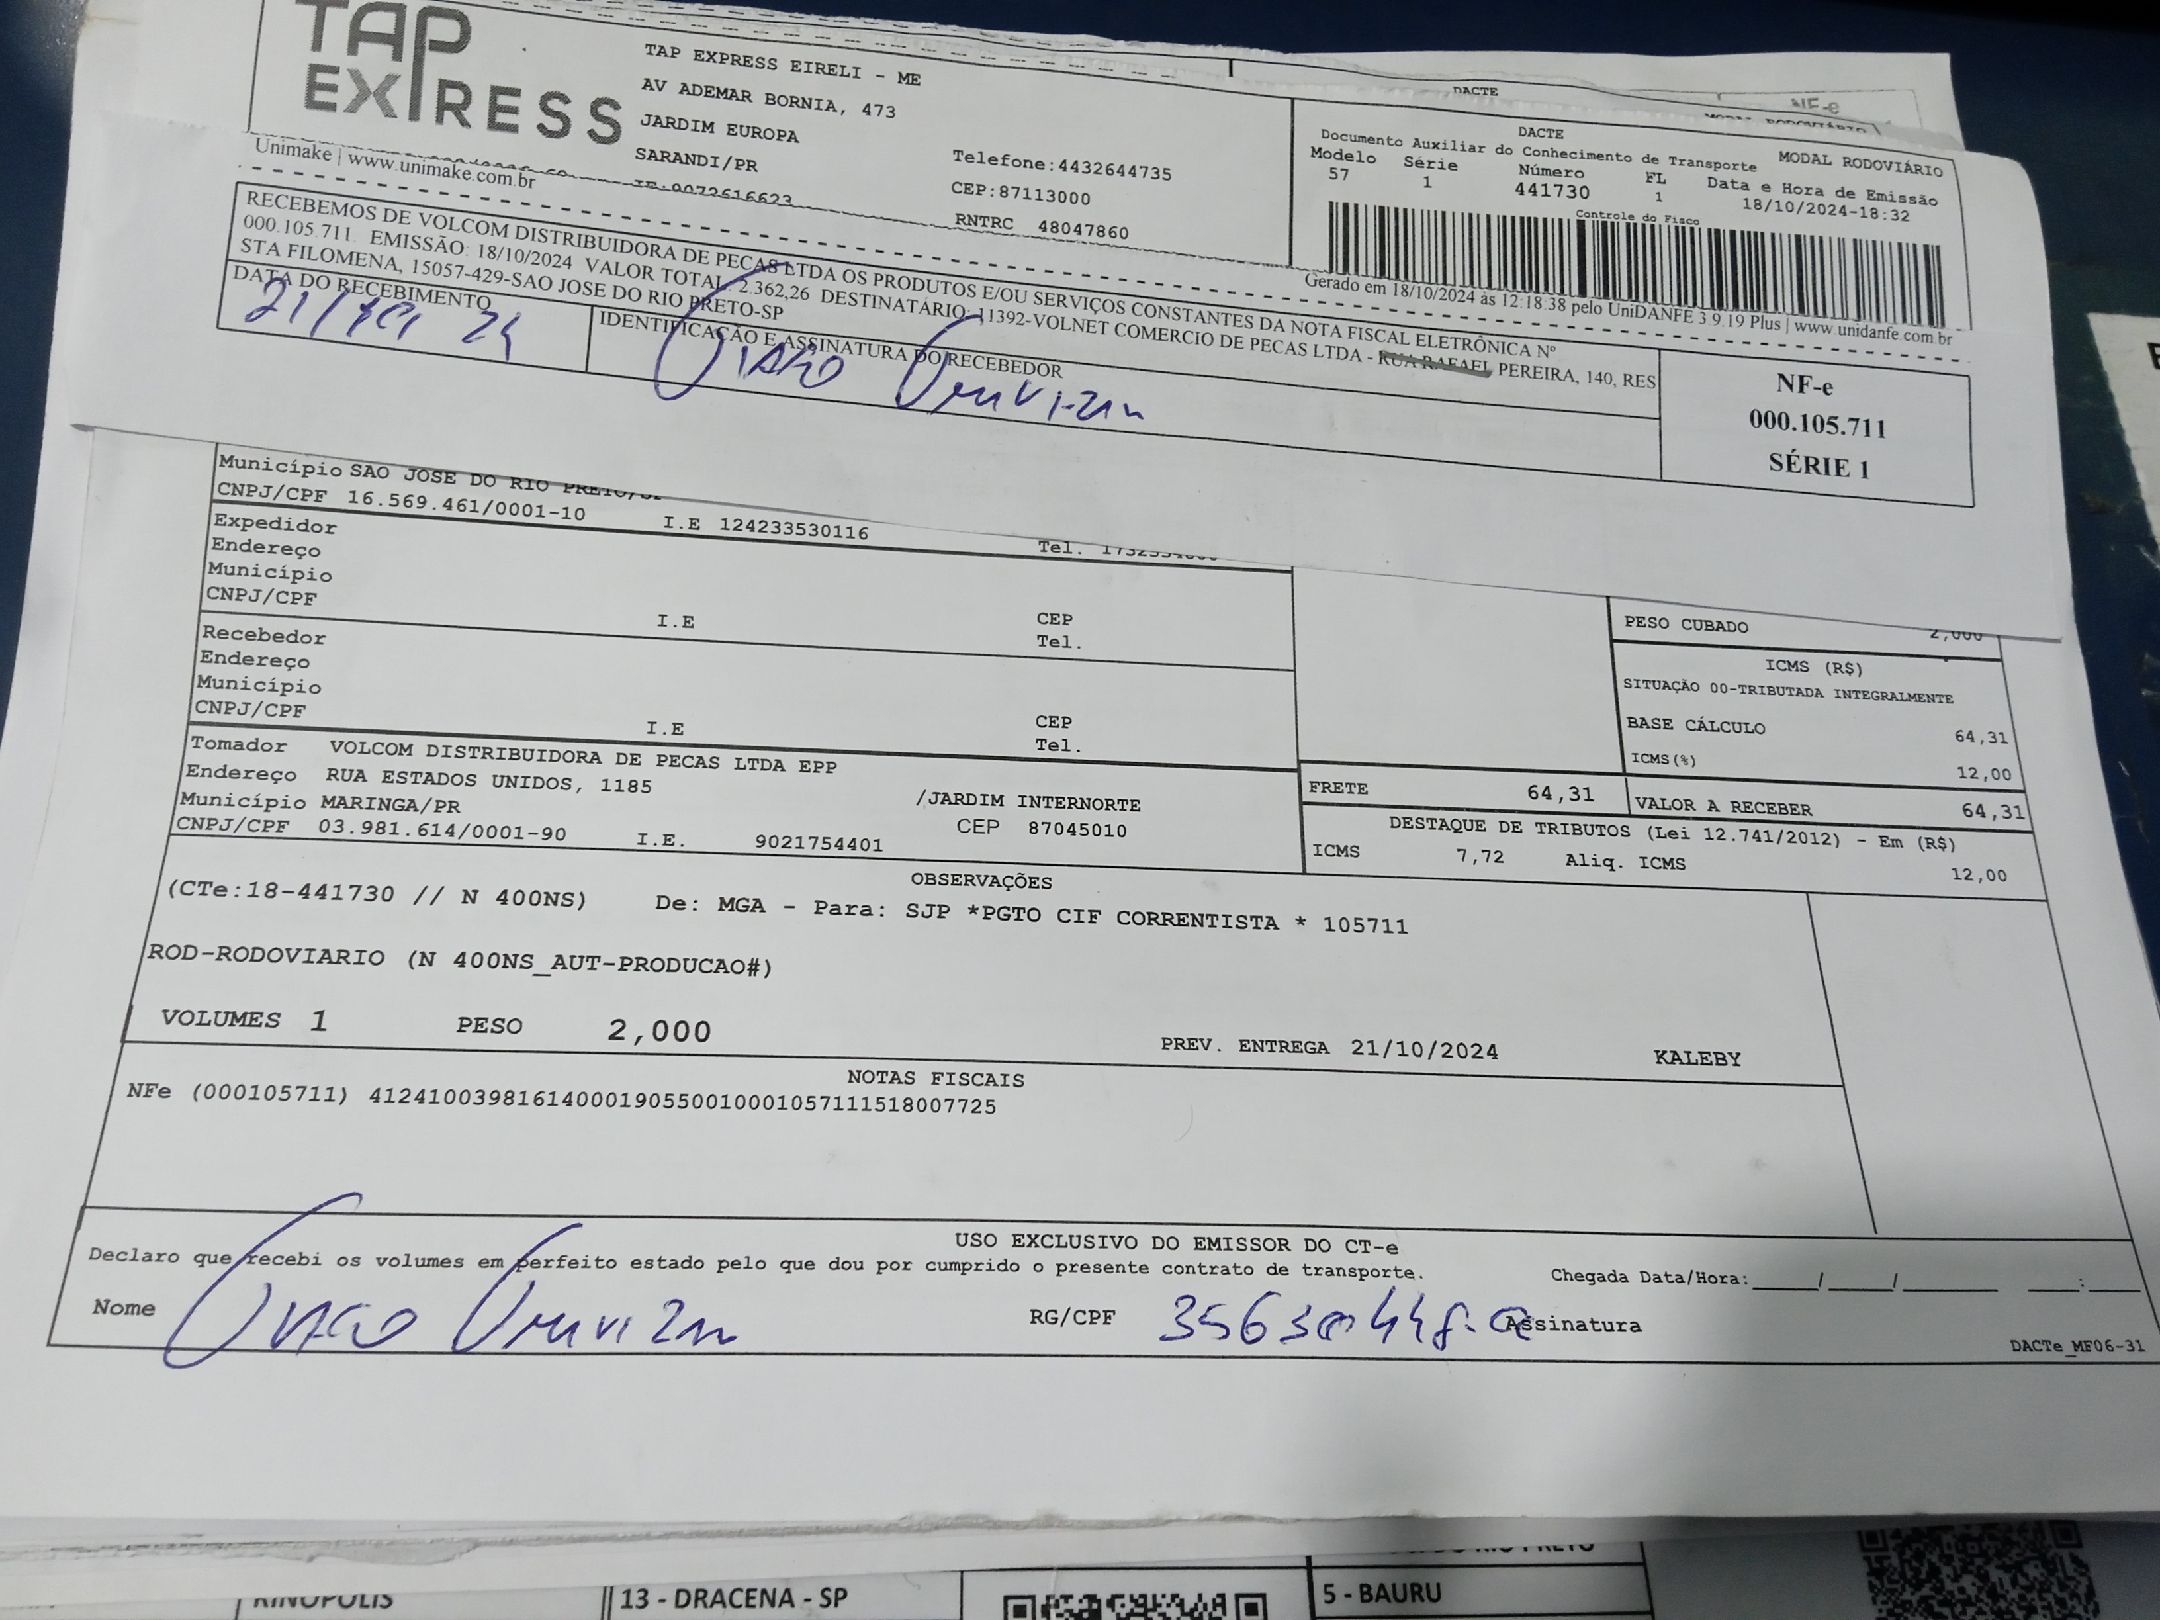 TAP
EXPRESS
TAP EXPRESS EIRELI - ME
AV ADEMAR BORNIA, 473
JARDIM EUROPA
SARANDI/PR
IE:9072616623
Telefone:4432644735
CEP:87113000
RNTRC 48047860
DACTE
NF-e
DACTE
Documento Auxiliar do Conhecimento de Transporte
MODAL RODOVIÁRIO
Modelo Série Número FL Data e Hora de Emissão
57 1 441730 1 18/10/2024-18:32
Controle do Fisco
Unimake | www.unimake.com.br
Gerado em 18/10/2024 às 12:18:38 pelo UniDANFE 3.9.19 Plus | www.unidanfe.com.br
RECEBEMOS DE VOLCOM DISTRIBUIDORA DE PECAS LTDA OS PRODUTOS E/OU SERVIÇOS CONSTANTES DA NOTA FISCAL ELETRÔNICA Nº
000.105.711. EMISSÃO: 18/10/2024 VALOR TOTAL: 2.362,26 DESTINATÁRIO: 11392-VOLNET COMERCIO DE PECAS LTDA - RUA RAFAEL PEREIRA, 140, RES
STA FILOMENA, 15057-429-SAO JOSE DO RIO PRETO-SP
DATA DO RECEBIMENTO
IDENTIFICAÇÃO E ASSINATURA DO RECEBEDOR
NF-e
000.105.711
SÉRIE 1
Município SAO JOSE DO RIO PRETO/SP
CNPJ/CPF 16.569.461/0001-10 I.E 124233530116 Tel.
Expedidor
Endereço
Município CEP
CNPJ/CPF I.E Tel.
Recebedor
Endereço
Município CEP
CNPJ/CPF I.E Tel.
Tomador VOLCOM DISTRIBUIDORA DE PECAS LTDA EPP
Endereço RUA ESTADOS UNIDOS, 1185 /JARDIM INTERNORTE
Município MARINGA/PR CEP 87045010
CNPJ/CPF 03.981.614/0001-90 I.E. 9021754401
PESO CUBADO 2,000
ICMS (R$)
SITUAÇÃO 00-TRIBUTADA INTEGRALMENTE
BASE CÁLCULO 64,31
ICMS(%) 12,00
FRETE 64,31 VALOR A RECEBER 64,31
DESTAQUE DE TRIBUTOS (Lei 12.741/2012) - Em (R$)
ICMS 7,72 Aliq. ICMS 12,00
OBSERVAÇÕES
(CTe:18-441730 // N 400NS) De: MGA - Para: SJP *PGTO CIF CORRENTISTA * 105711
ROD-RODOVIARIO (N 400NS_AUT-PRODUCAO#)
VOLUMES 1 PESO 2,000 PREV. ENTREGA 21/10/2024 KALEBY
NOTAS FISCAIS
NFe (000105711) 41241003981614000190550010001057111518007725
USO EXCLUSIVO DO EMISSOR DO CT-e
Declaro que recebi os volumes em perfeito estado pelo que dou por cumprido o presente contrato de transporte.
Chegada Data/Hora:_____/_____/________ ____:____
Nome RG/CPF Assinatura
DACTe_MF06-31
13 - DRACENA - SP
5 - BAURU